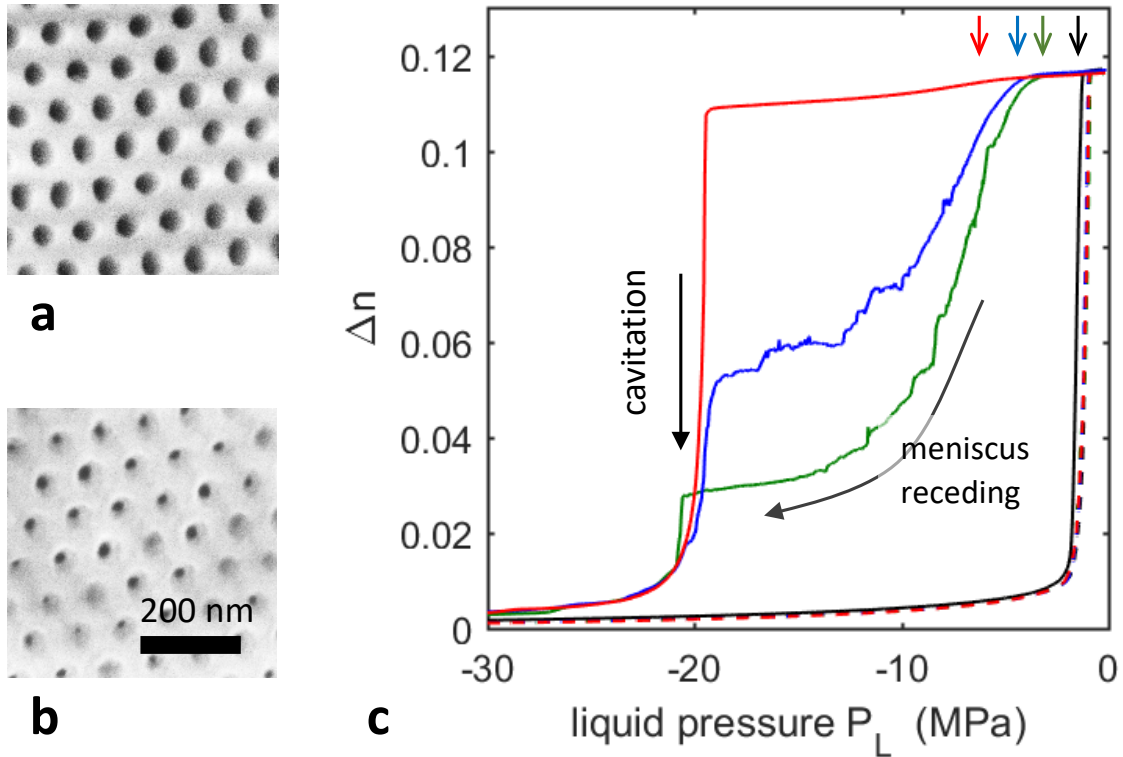 a
200 nm
b
0.12
0.1
0.08
0.06
0.04
0.02
0
Δn
cavitation
meniscus
receding
-30
-20
-10
0
c
liquid pressure P_L (MPa)